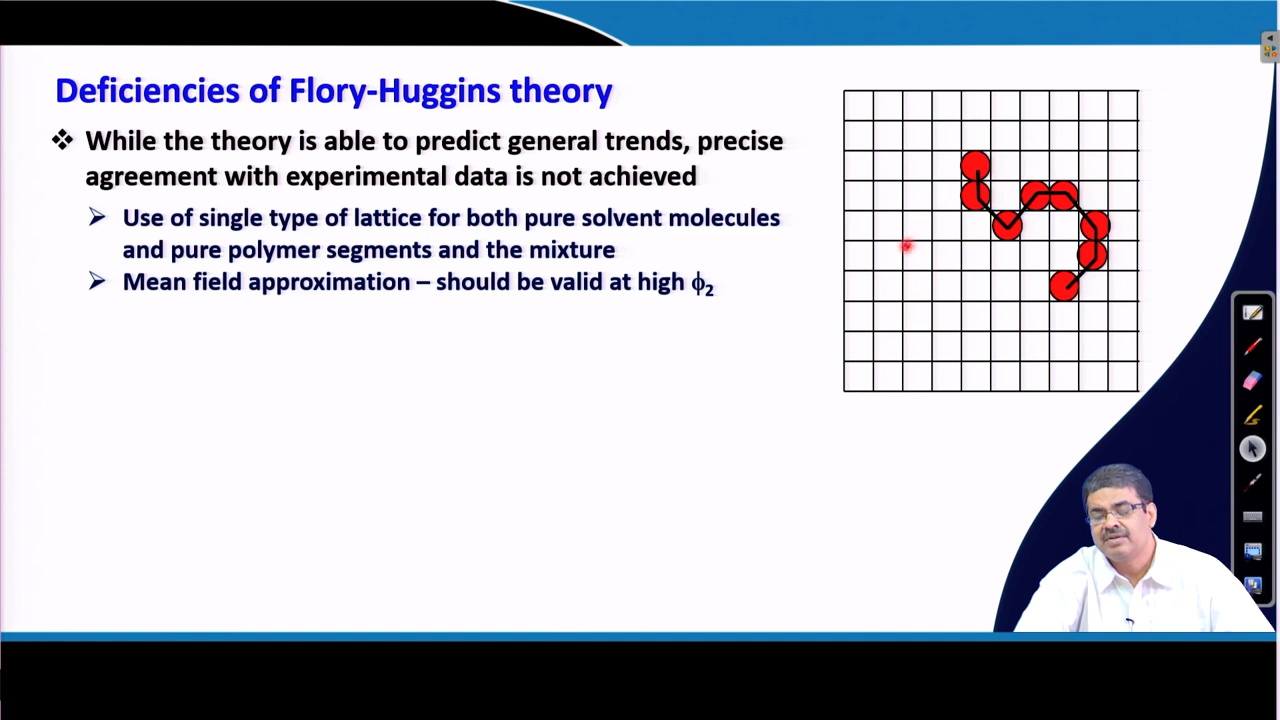 Deficiencies of Flory-Huggins theory
❖ While the theory is able to predict general trends, precise
agreement with experimental data is not achieved
➢ Use of single type of lattice for both pure solvent molecules
and pure polymer segments and the mixture
➢ Mean field approximation – should be valid at high ϕ₂